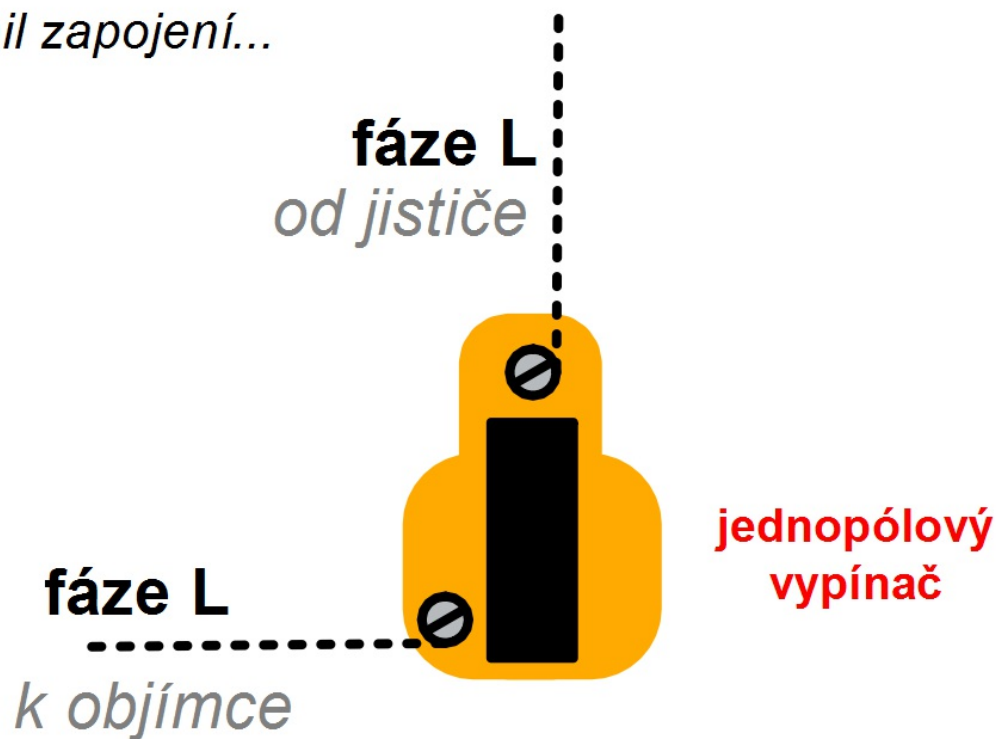 il zapojení...
fáze L
od jističe
jednopólový
vypínač
fáze L
k objímce